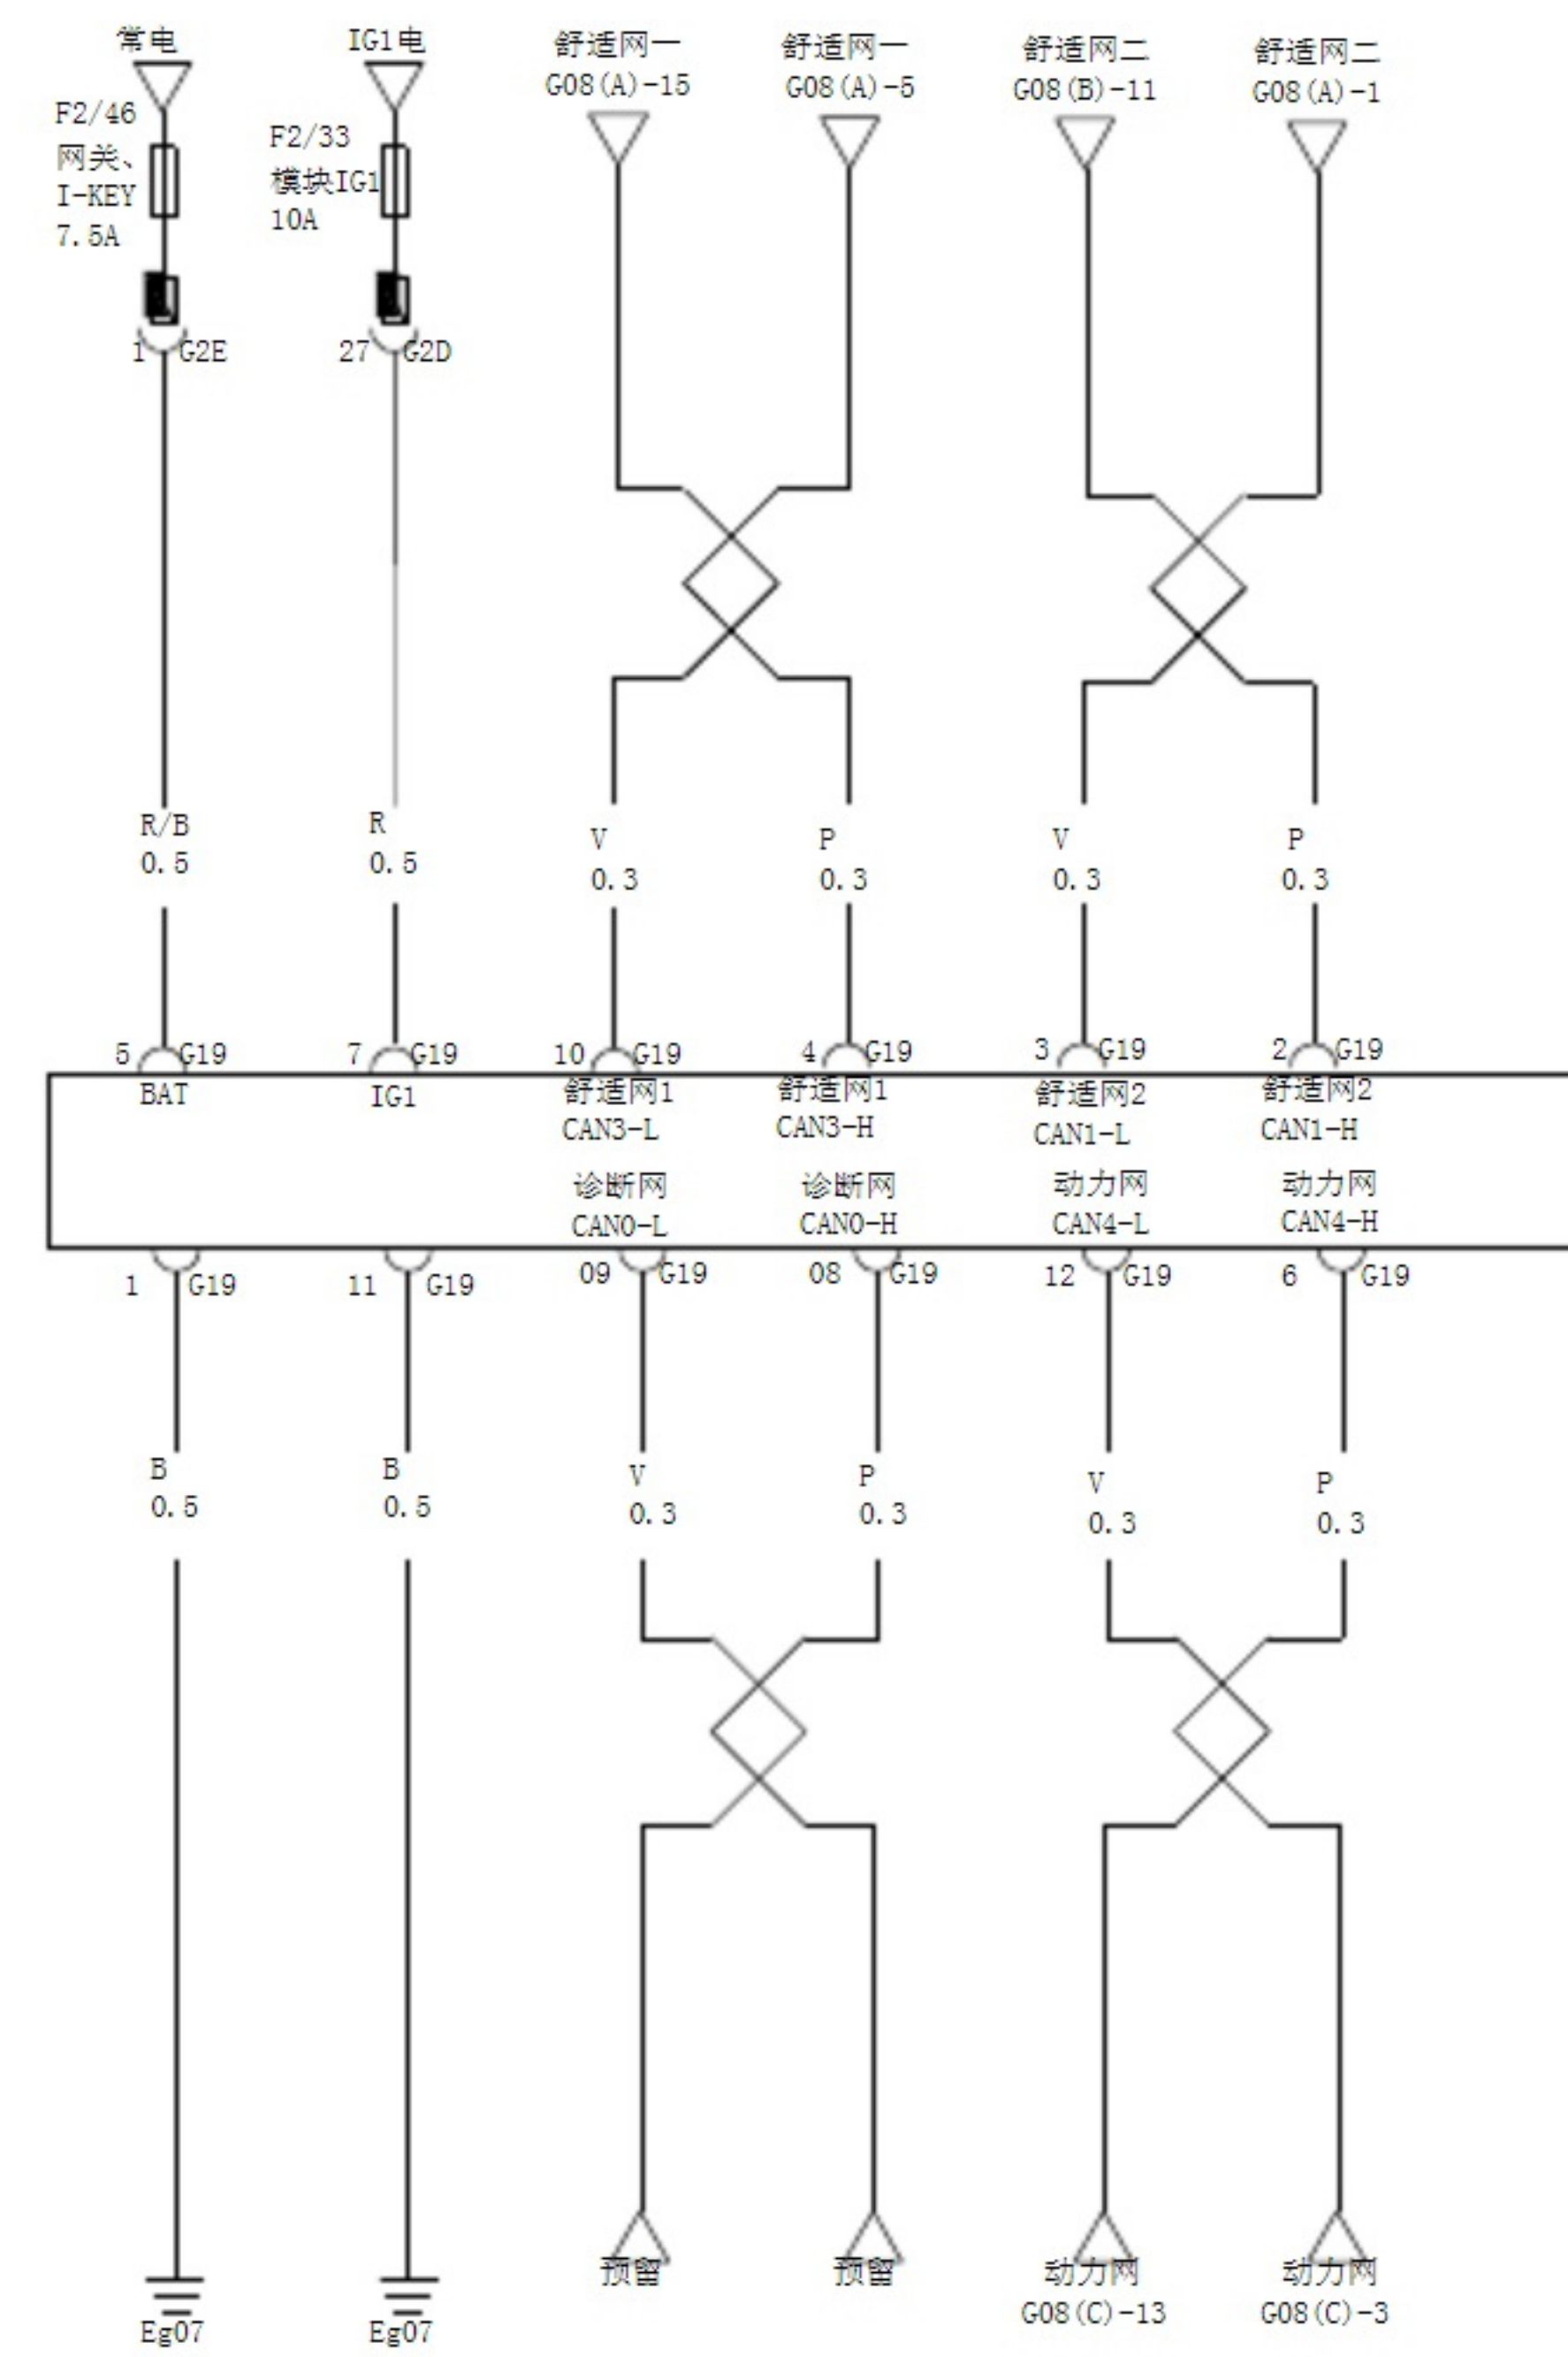 常电
IG1电
舒适网一
G08(A)-15
舒适网一
G08(A)-5
舒适网二
G08(B)-11
舒适网二
G08(A)-1
F2/46
网关、
I-KEY
7.5A
F2/33
模块IG1
10A
1 G2E
27 G2D
R/B
0.5
R
0.5
V
0.3
P
0.3
V
0.3
P
0.3
5 G19
7 G19
10 G19
4 G19
3 G19
2 G19
BAT
IG1
舒适网1
CAN3-L
舒适网1
CAN3-H
舒适网2
CAN1-L
舒适网2
CAN1-H
诊断网
CAN0-L
诊断网
CAN0-H
动力网
CAN4-L
动力网
CAN4-H
1 G19
11 G19
09 G19
08 G19
12 G19
6 G19
B
0.5
B
0.5
V
0.3
P
0.3
V
0.3
P
0.3
Eg07
Eg07
预留
预留
动力网
G08(C)-13
动力网
G08(C)-3